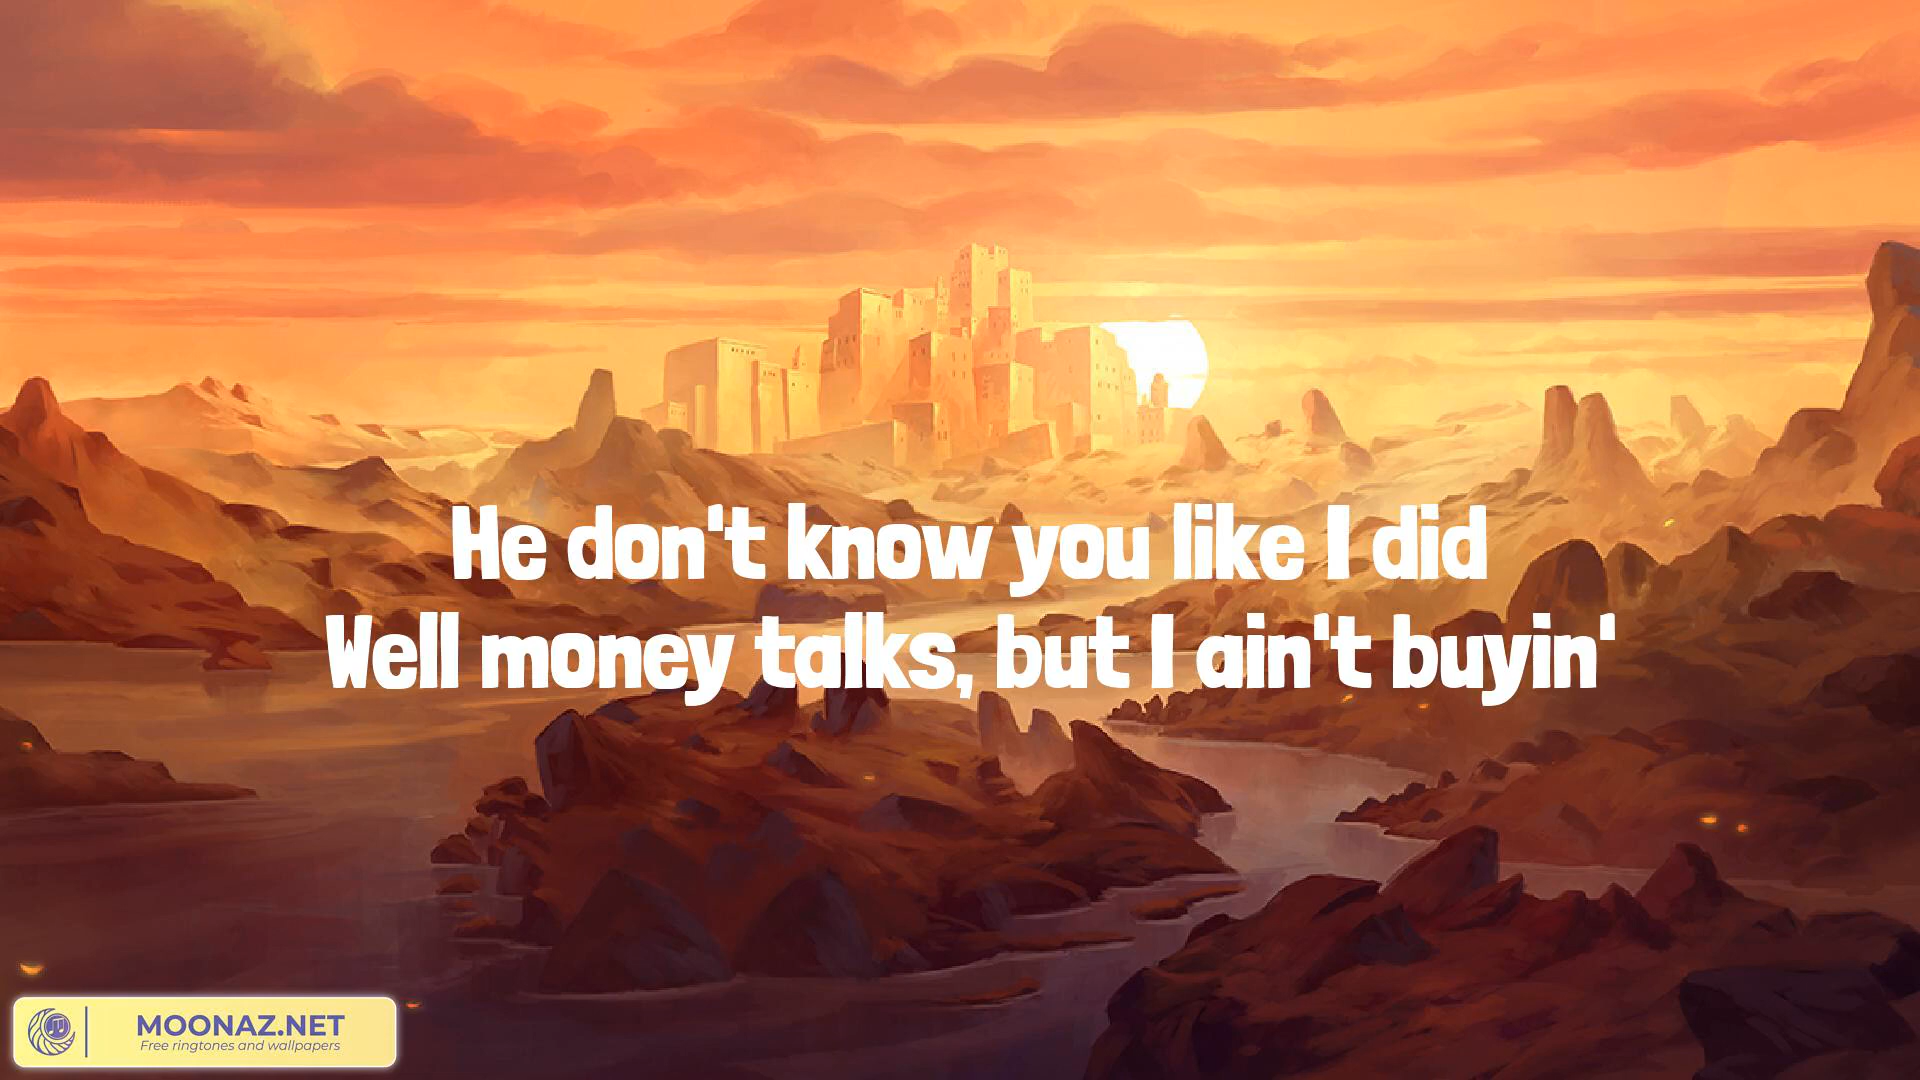 He don't know you like I did
Well money talks, but I ain't buyin'
MOONAZ.NET
Free ringtones and wallpapers